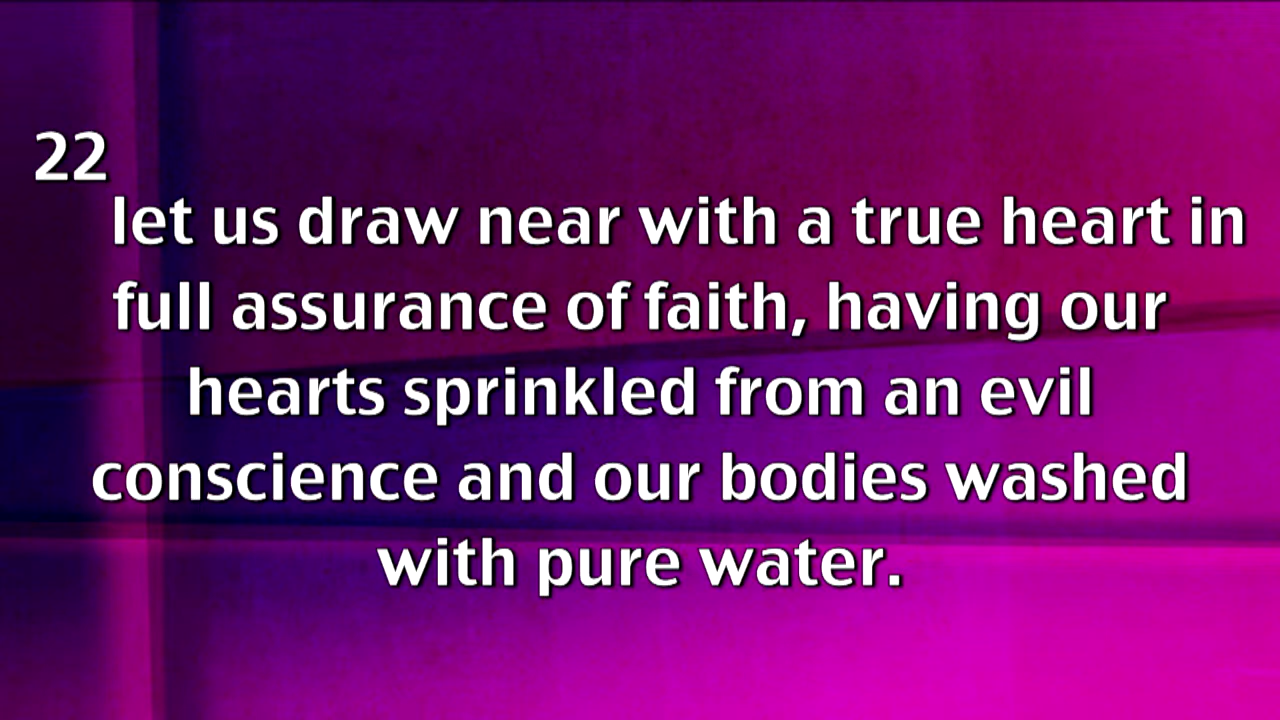 22
let us draw near with a true heart in
full assurance of faith, having our
hearts sprinkled from an evil
conscience and our bodies washed
with pure water.